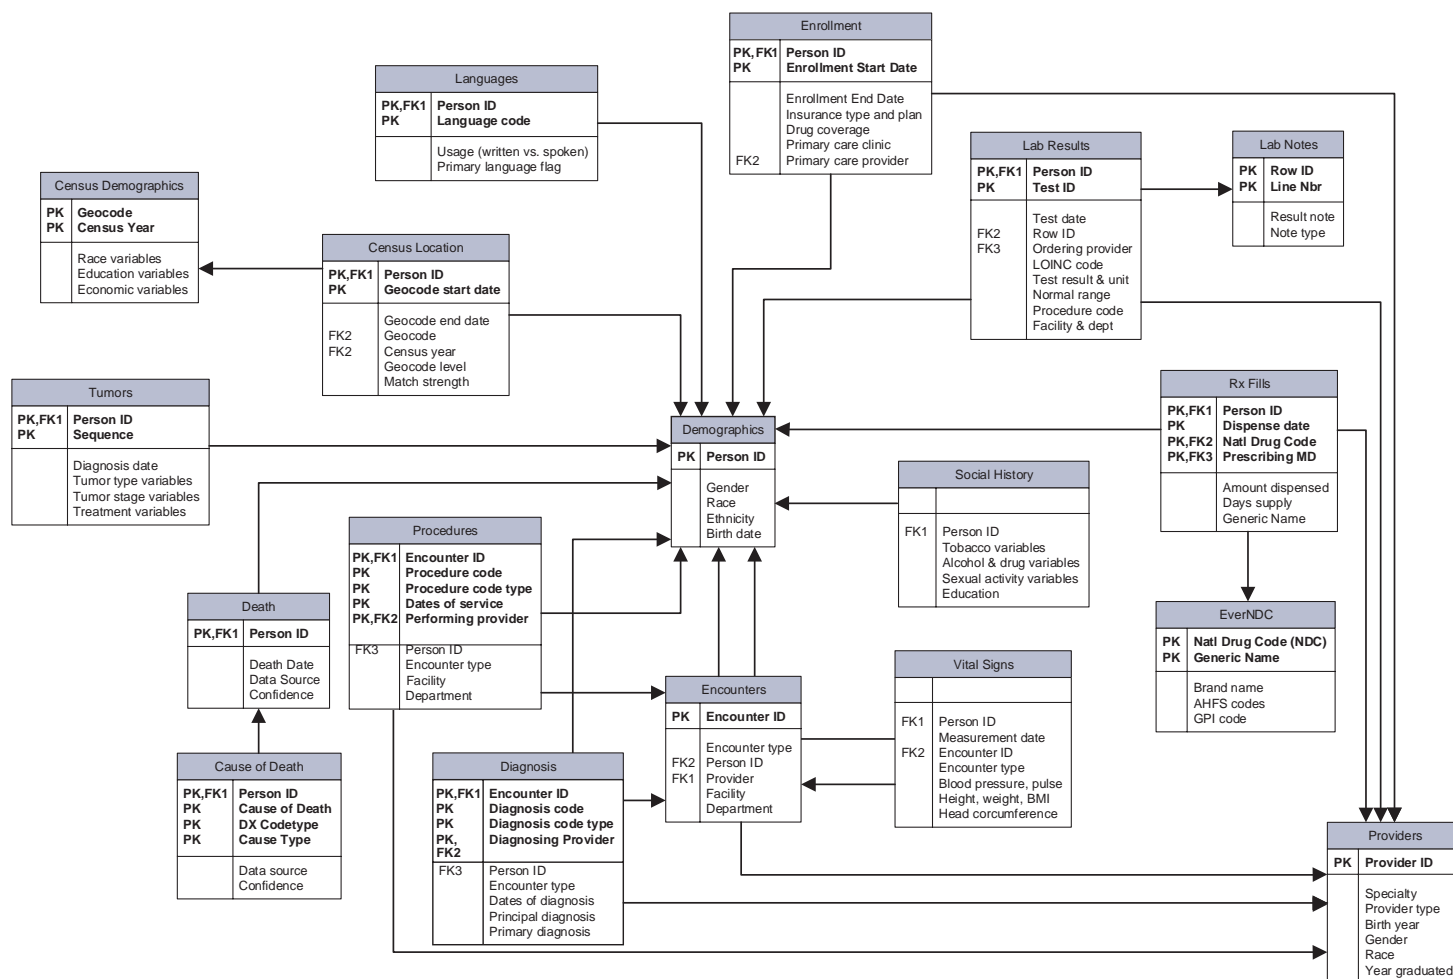 Enrollment
PK,FK1 Person ID
PK Enrollment Start Date
Enrollment End Date
Insurance type and plan
Drug coverage
Primary care clinic
FK2 Primary care provider
Languages
PK,FK1 Person ID
PK Language code
Usage (written vs. spoken)
Primary language flag
Lab Results
PK,FK1 Person ID
PK Test ID
Test date
FK2 Row ID
FK3 Ordering provider
LOINC code
Test result & unit
Normal range
Procedure code
Facility & dept
Lab Notes
PK Row ID
PK Line Nbr
Result note
Note type
Census Demographics
PK Geocode
PK Census Year
Race variables
Education variables
Economic variables
Census Location
PK,FK1 Person ID
PK Geocode start date
Geocode end date
FK2 Geocode
FK2 Census year
Geocode level
Match strength
Tumors
PK,FK1 Person ID
PK Sequence
Diagnosis date
Tumor type variables
Tumor stage variables
Treatment variables
Demographics
PK Person ID
Gender
Race
Ethnicity
Birth date
Rx Fills
PK,FK1 Person ID
PK Dispense date
PK,FK2 Natl Drug Code
PK,FK3 Prescribing MD
Amount dispensed
Days supply
Generic Name
Social History
FK1 Person ID
Tobacco variables
Alcohol & drug variables
Sexual activity variables
Education
Procedures
PK,FK1 Encounter ID
PK Procedure code
PK Procedure code type
PK Dates of service
PK,FK2 Performing provider
FK3 Person ID
Encounter type
Facility
Department
Death
PK,FK1 Person ID
Death Date
Data Source
Confidence
EverNDC
PK Natl Drug Code (NDC)
PK Generic Name
Brand name
AHFS codes
GPI code
Encounters
PK Encounter ID
Encounter type
FK2 Person ID
FK1 Provider
Facility
Department
Vital Signs
FK1 Person ID
Measurement date
FK2 Encounter ID
Encounter type
Blood pressure, pulse
Height, weight, BMI
Head corcumference
Cause of Death
PK,FK1 Person ID
PK Cause of Death
PK DX Codetype
PK Cause Type
Data source
Confidence
Diagnosis
PK,FK1 Encounter ID
PK Diagnosis code
PK Diagnosis code type
PK, Diagnosing Provider
FK2
FK3 Person ID
Encounter type
Dates of diagnosis
Principal diagnosis
Primary diagnosis
Providers
PK Provider ID
Specialty
Provider type
Birth year
Gender
Race
Year graduated